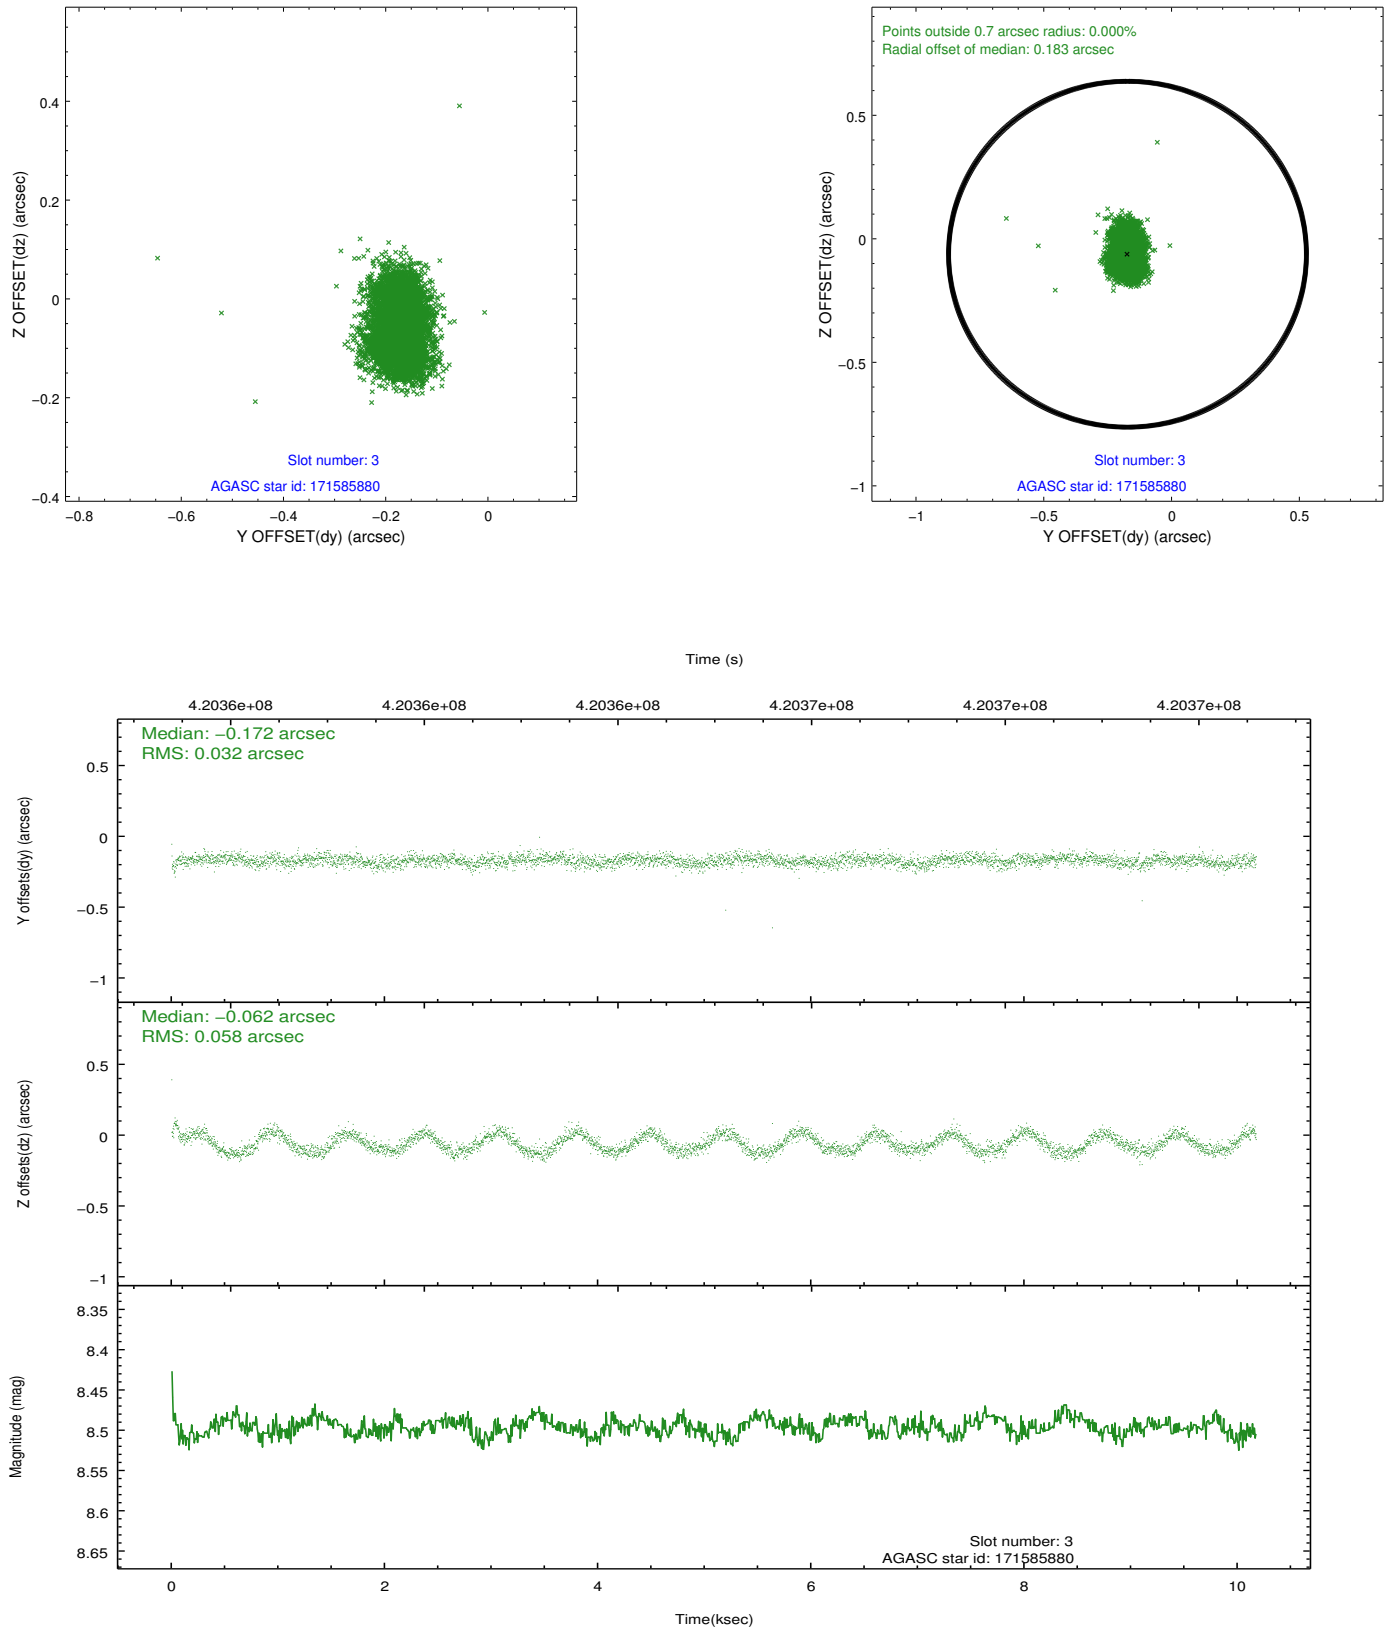 0.4
0.2
0
−0.2
−0.4
Z OFFSET(dz) (arcsec)
Slot number: 3
AGASC star id: 171585880
−0.8 −0.6 −0.4 −0.2 0
Y OFFSET(dy) (arcsec)
Points outside 0.7 arcsec radius: 0.000%
Radial offset of median: 0.183 arcsec
0.5
0
−0.5
−1
Z OFFSET(dz) (arcsec)
Slot number: 3
AGASC star id: 171585880
−1 −0.5 0 0.5
Y OFFSET(dy) (arcsec)
Time (s)
4.2036e+08 4.2036e+08 4.2036e+08 4.2037e+08 4.2037e+08 4.2037e+08
Median: −0.172 arcsec
RMS: 0.032 arcsec
0.5
0
−0.5
−1
Y offsets(dy) (arcsec)
Median: −0.062 arcsec
RMS: 0.058 arcsec
0.5
0
−0.5
−1
Z offsets(dz) (arcsec)
8.35
8.4
8.45
8.5
8.55
8.6
8.65
Magnitude (mag)
Slot number: 3
AGASC star id: 171585880
0 2 4 6 8 10
Time(ksec)